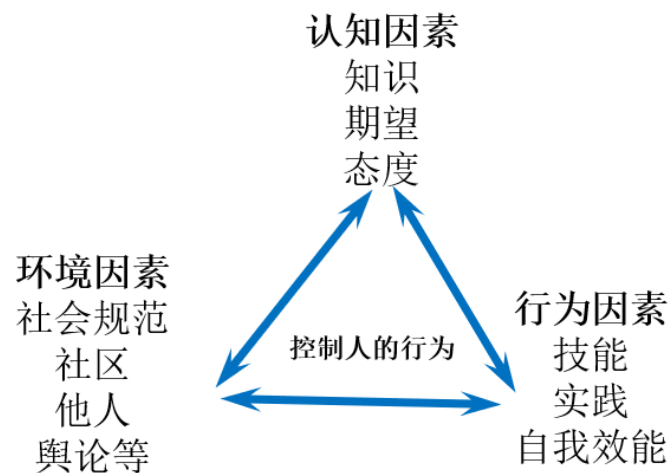 认知因素
知识
期望
态度
环境因素
社会规范
社区
他人
舆论等
控制人的行为
行为因素
技能
实践
自我效能